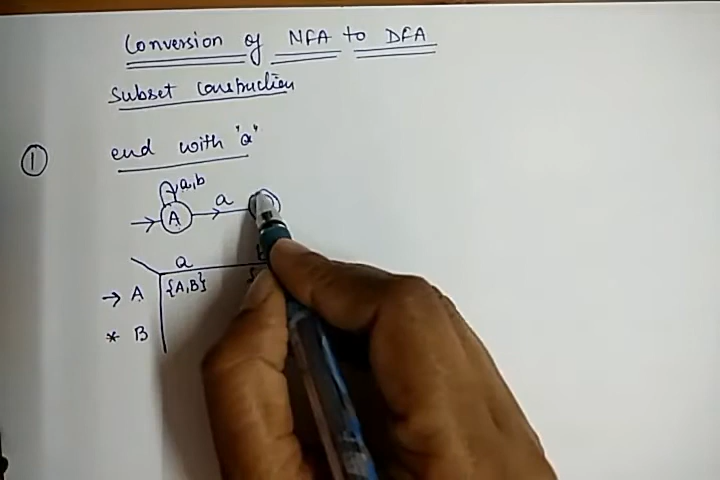 Conversion of NFA to DFA
Subset Construction
① end with "a"
a,b
→ A a
a
→ A {A,B} {
* B